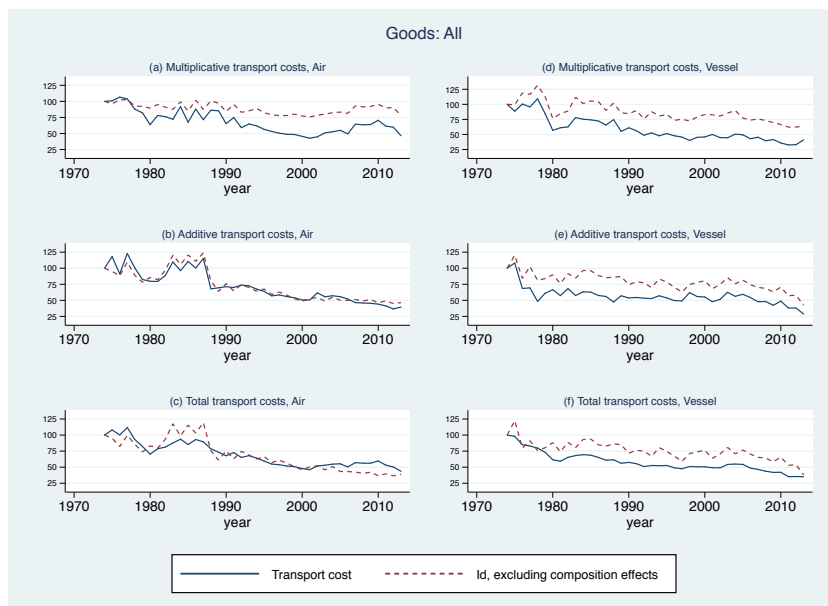 Goods: All
(a) Multiplicative transport costs, Air
125
100
75
50
25
1970 1980 1990 2000 2010
year
(d) Multiplicative transport costs, Vessel
125
100
75
50
25
1970 1980 1990 2000 2010
year
(b) Additive transport costs, Air
125
100
75
50
25
1970 1980 1990 2000 2010
year
(e) Additive transport costs, Vessel
125
100
75
50
25
1970 1980 1990 2000 2010
year
(c) Total transport costs, Air
125
100
75
50
25
1970 1980 1990 2000 2010
year
(f) Total transport costs, Vessel
125
100
75
50
25
1970 1980 1990 2000 2010
year
Transport cost Id, excluding composition effects